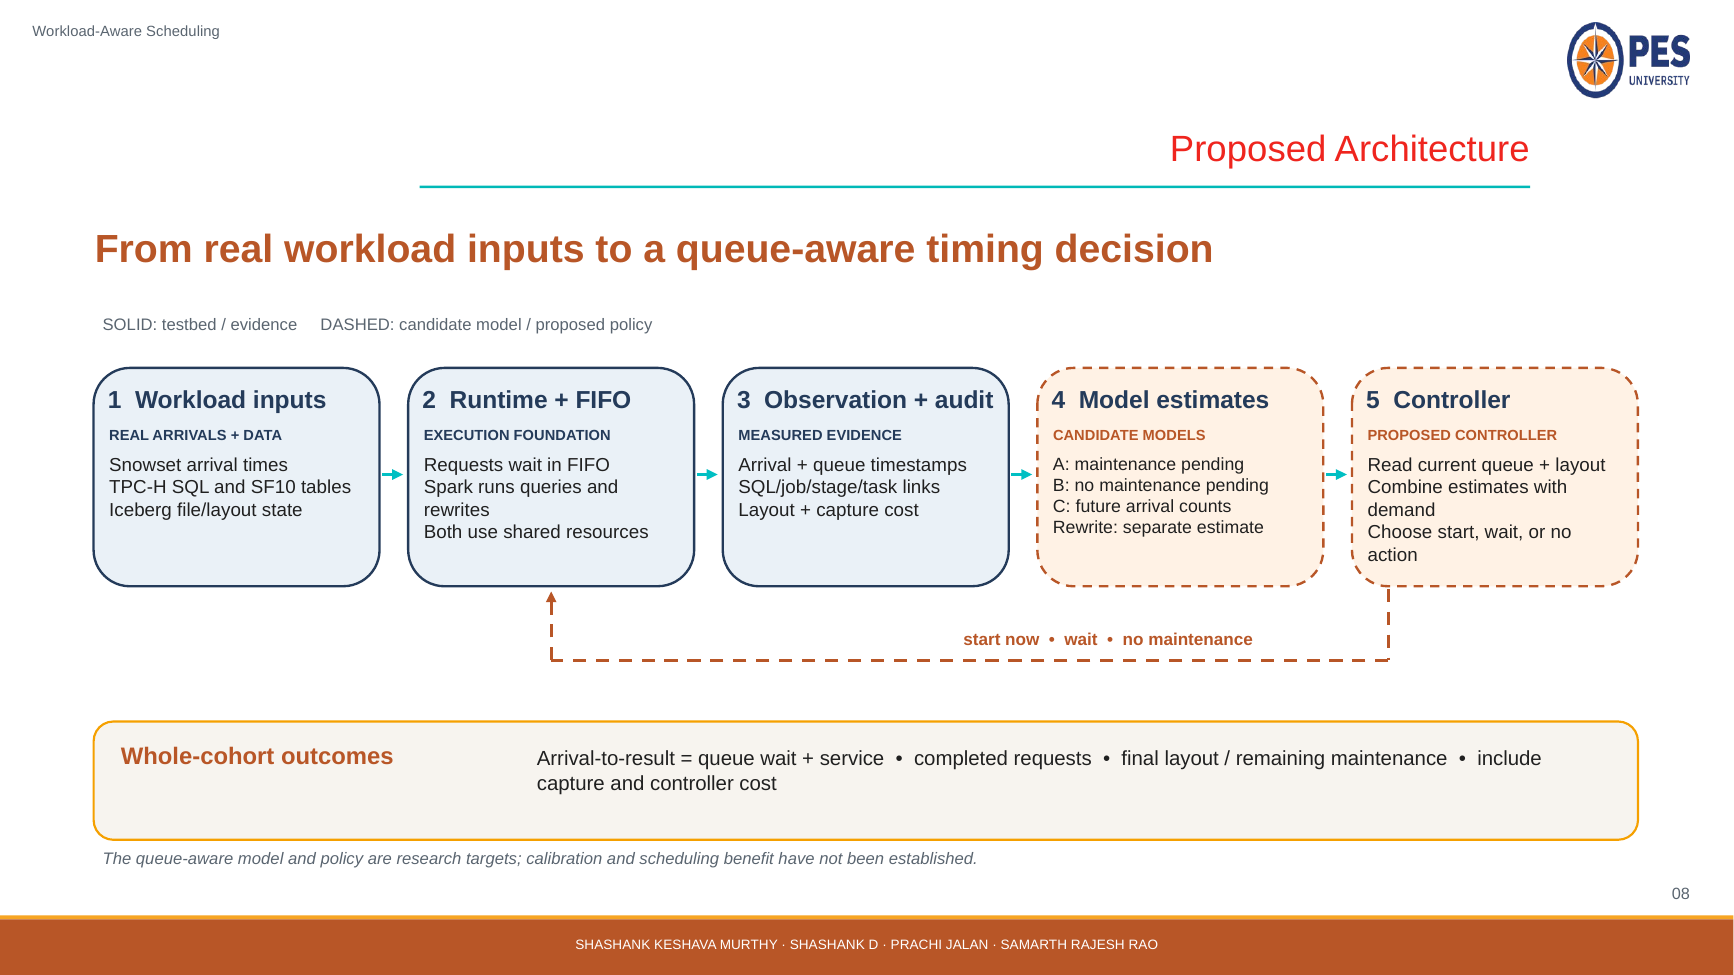 Workload-Aware Scheduling
PES
UNIVERSITY
Proposed Architecture
From real workload inputs to a queue-aware timing decision
SOLID: testbed / evidence     DASHED: candidate model / proposed policy
1  Workload inputs
REAL ARRIVALS + DATA
Snowset arrival times
TPC-H SQL and SF10 tables
Iceberg file/layout state
2  Runtime + FIFO
EXECUTION FOUNDATION
Requests wait in FIFO
Spark runs queries and
rewrites
Both use shared resources
3  Observation + audit
MEASURED EVIDENCE
Arrival + queue timestamps
SQL/job/stage/task links
Layout + capture cost
4  Model estimates
CANDIDATE MODELS
A: maintenance pending
B: no maintenance pending
C: future arrival counts
Rewrite: separate estimate
5  Controller
PROPOSED CONTROLLER
Read current queue + layout
Combine estimates with
demand
Choose start, wait, or no
action
start now • wait • no maintenance
Whole-cohort outcomes
Arrival-to-result = queue wait + service • completed requests • final layout / remaining maintenance • include
capture and controller cost
The queue-aware model and policy are research targets; calibration and scheduling benefit have not been established.
08
SHASHANK KESHAVA MURTHY · SHASHANK D · PRACHI JALAN · SAMARTH RAJESH RAO